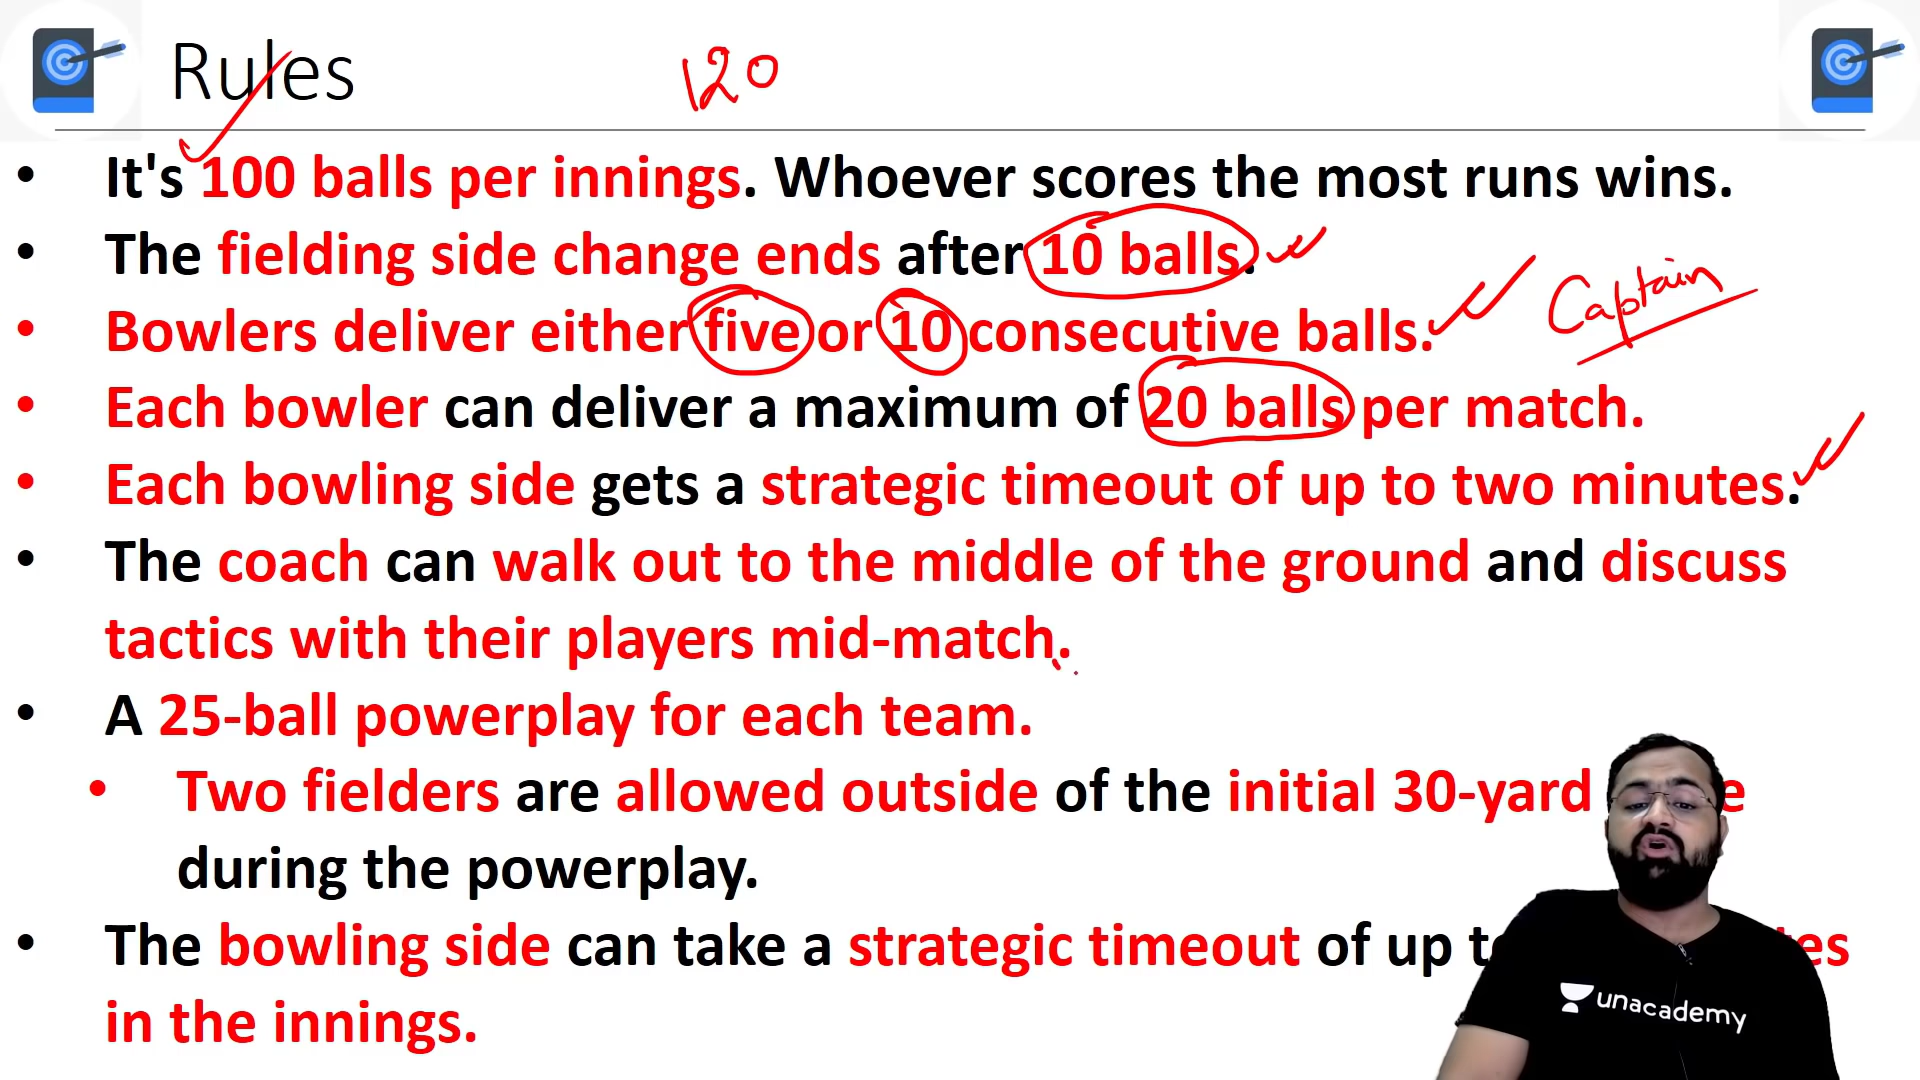 Rules 120
• It's 100 balls per innings. Whoever scores the most runs wins.
• The fielding side change ends after 10 balls.
• Bowlers deliver either five or 10 consecutive balls. Captain
• Each bowler can deliver a maximum of 20 balls per match.
• Each bowling side gets a strategic timeout of up to two minutes.
• The coach can walk out to the middle of the ground and discuss
tactics with their players mid-match.
• A 25-ball powerplay for each team.
• Two fielders are allowed outside of the initial 30-yard
during the powerplay.
• The bowling side can take a strategic timeout of up
in the innings.
unacademy